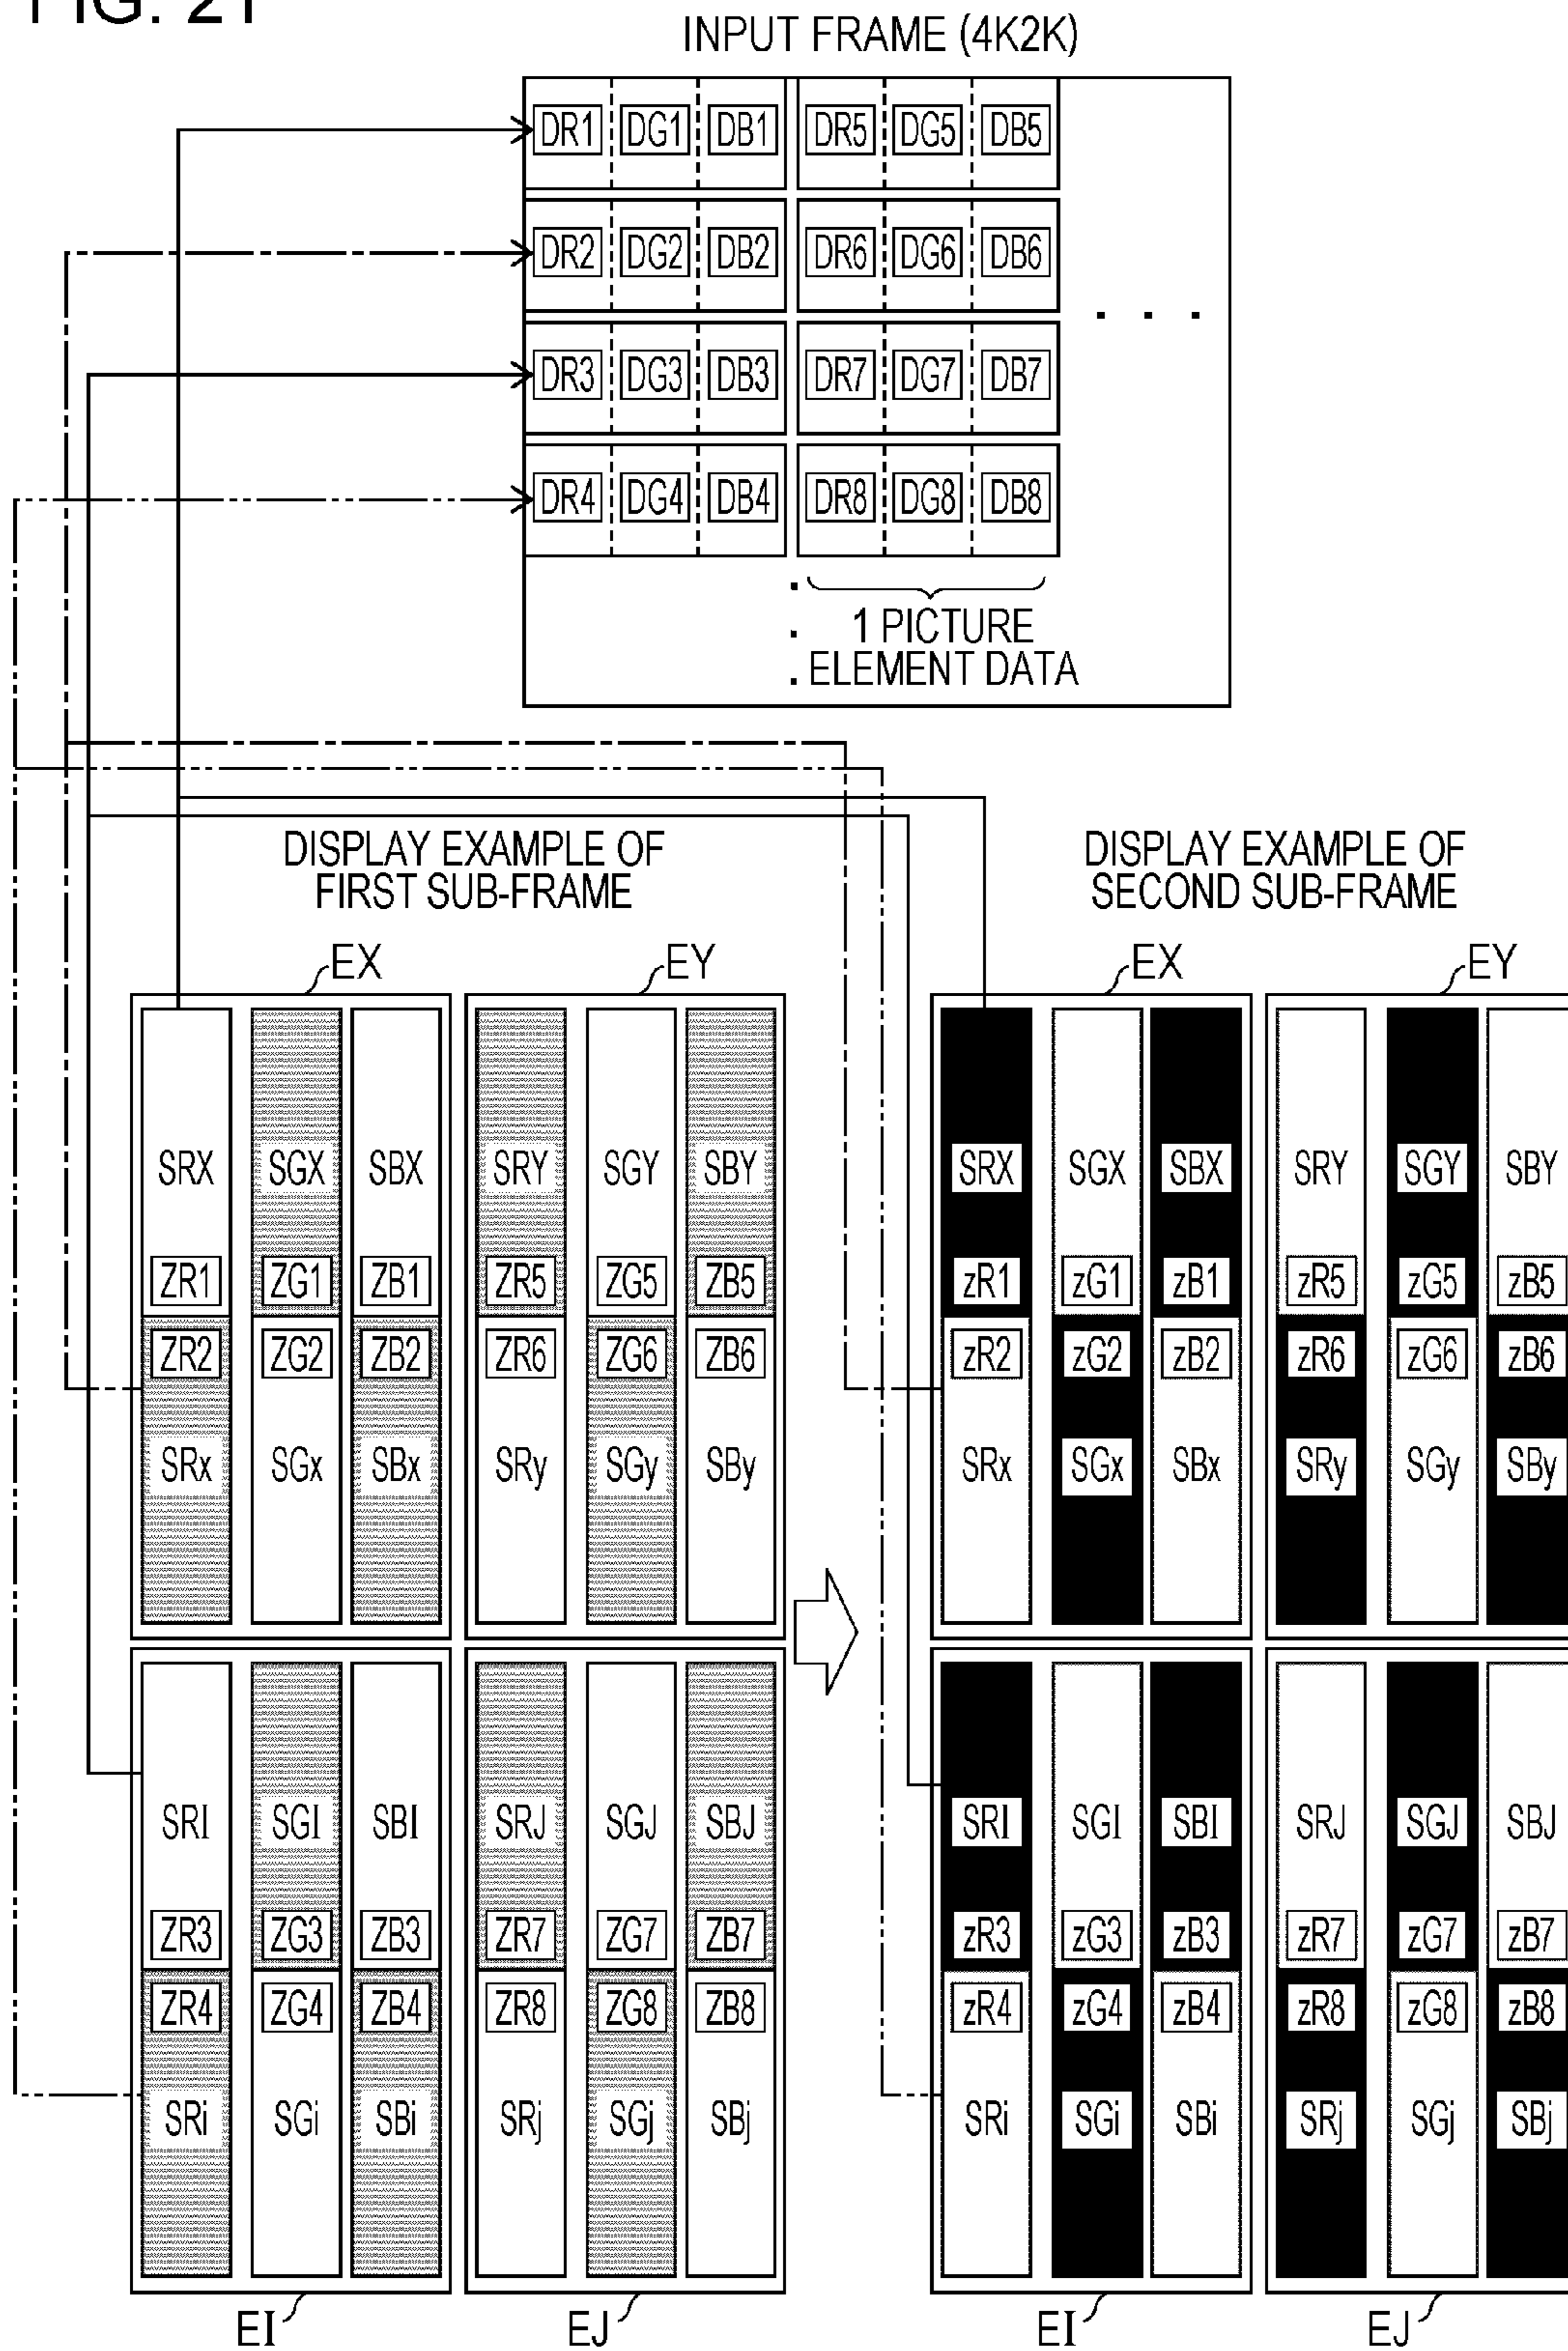 FIG. 21
INPUT FRAME (4K2K)
DR1 DG1 DB1 DR5 DG5 DB5
DR2 DG2 DB2 DR6 DG6 DB6
DR3 DG3 DB3 DR7 DG7 DB7
DR4 DG4 DB4 DR8 DG8 DB8
1 PICTURE
ELEMENT DATA
DISPLAY EXAMPLE OF
FIRST SUB-FRAME
EX EY
SRX SGX SBX SRY SGY SBY
ZR1 ZG1 ZB1 ZR5 ZG5 ZB5
ZR2 ZG2 ZB2 ZR6 ZG6 ZB6
SRx SGx SBx SRy SGy SBy
SRI SGI SBI SRJ SGJ SBJ
ZR3 ZG3 ZB3 ZR7 ZG7 ZB7
ZR4 ZG4 ZB4 ZR8 ZG8 ZB8
SRi SGi SBi SRj SGj SBj
EI EJ
DISPLAY EXAMPLE OF
SECOND SUB-FRAME
EX EY
SRX SGX SBX SRY SGY SBY
zR1 zG1 zB1 zR5 zG5 zB5
zR2 zG2 zB2 zR6 zG6 zB6
SRx SGx SBx SRy SGy SBy
SRI SGI SBI SRJ SGJ SBJ
zR3 zG3 zB3 zR7 zG7 zB7
zR4 zG4 zB4 zR8 zG8 zB8
SRi SGi SBi SRj SGj SBj
EI EJ